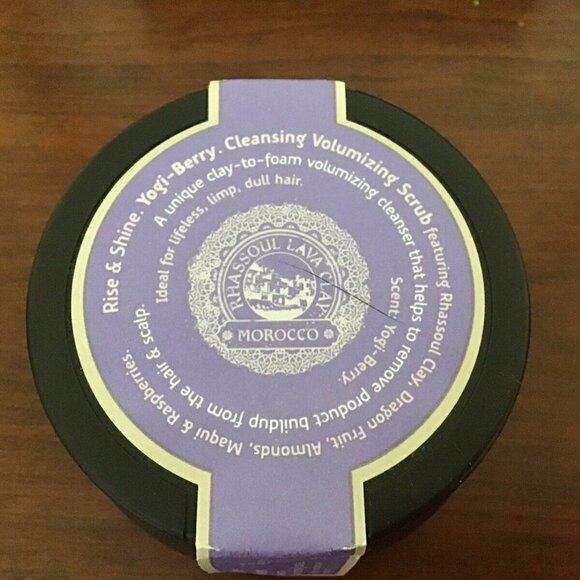 Rise & Shine. Yogi-Berry. Cleansing Volumizing Scrub featuring Rhassoul Clay, Dragon Fruit, Almonds, Maqui & Raspberries.
A unique clay-to-foam volumizing cleanser that helps to remove product buildup from the hair & scalp.
Ideal for lifeless, limp, dull hair.
Scent: Yogi-Berry.
RHASSOUL LAVA CLAY
MOROCCO